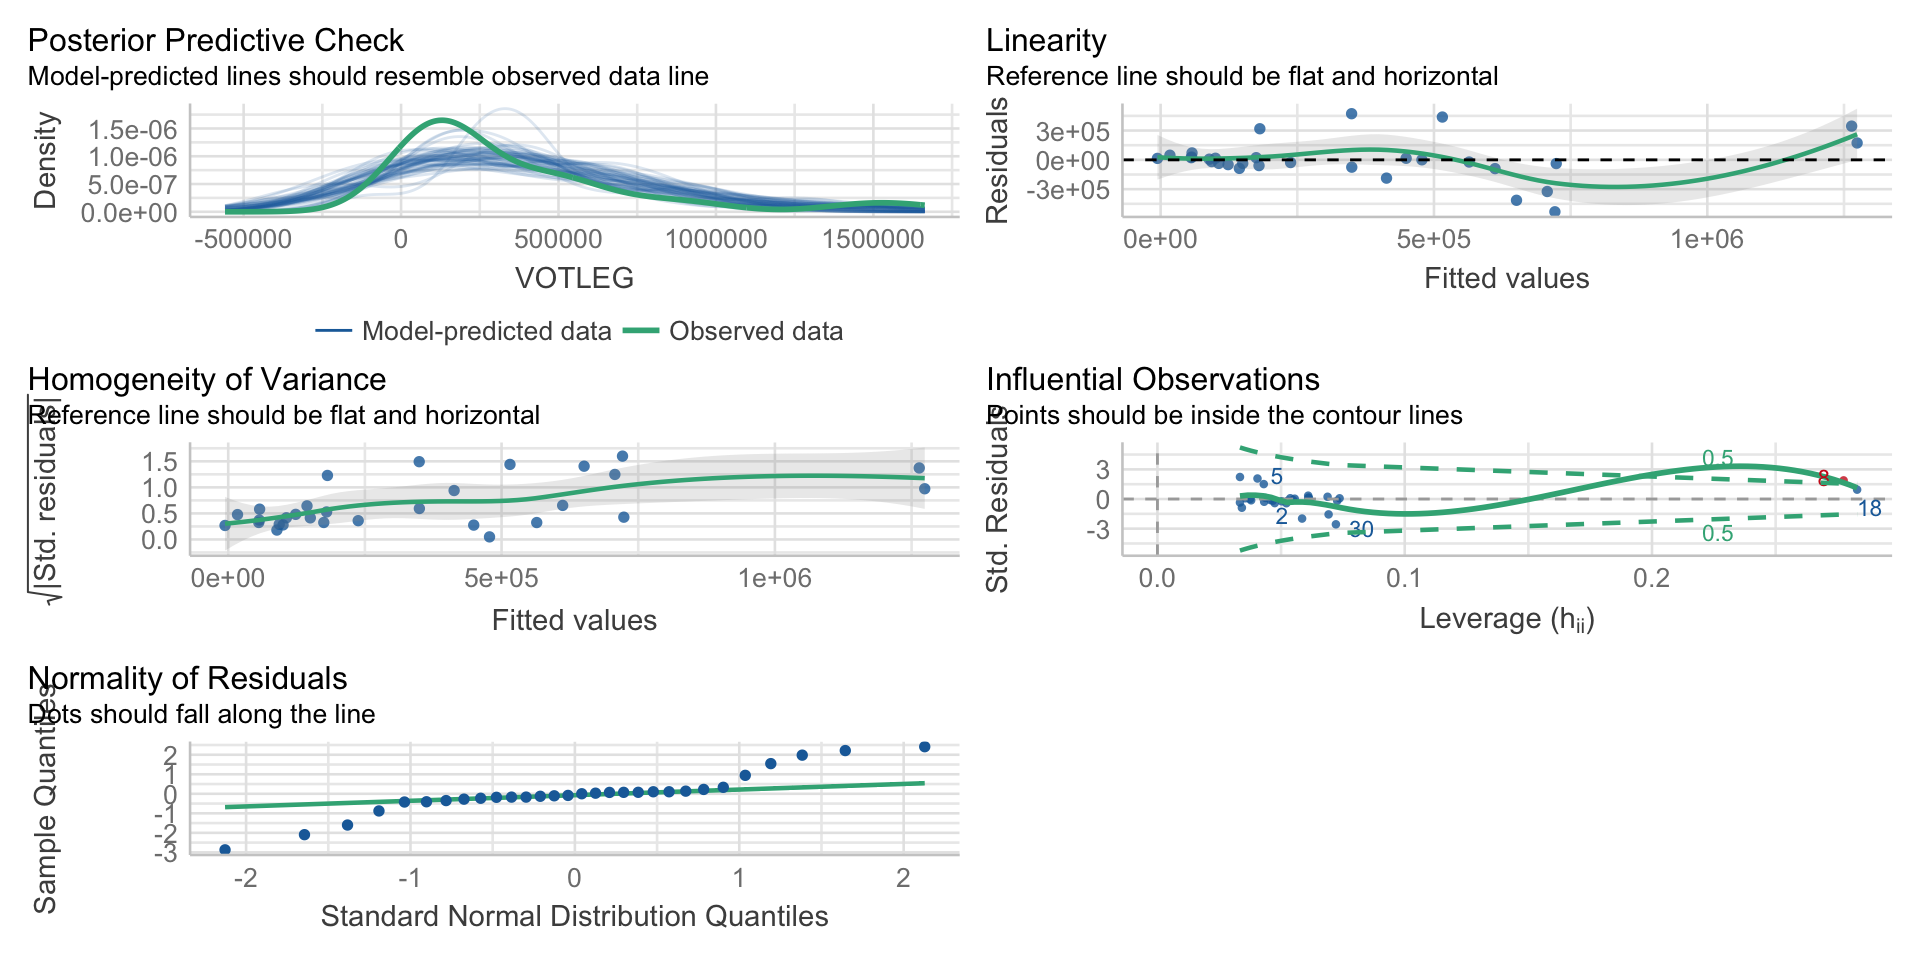 Posterior Predictive Check
Model-predicted lines should resemble observed data line
Density
1.5e-06
1.0e-06
5.0e-07
0.0e+00
-500000 0 500000 1000000 1500000
VOTLEG
Model-predicted data Observed data
Linearity
Reference line should be flat and horizontal
Residuals
3e+05
0e+00
-3e+05
0e+00 5e+05 1e+06
Fitted values
Homogeneity of Variance
Reference line should be flat and horizontal
√|Std. residuals|
1.5
1.0
0.5
0.0
0e+00 5e+05 1e+06
Fitted values
Influential Observations
Points should be inside the contour lines
Std. Residuals
3
0
-3
0.5
5
8
2
18
30
0.5
0.0 0.1 0.2
Leverage (hii)
Normality of Residuals
Dots should fall along the line
Sample Quantiles
2
1
0
-1
-2
-3
-2 -1 0 1 2
Standard Normal Distribution Quantiles